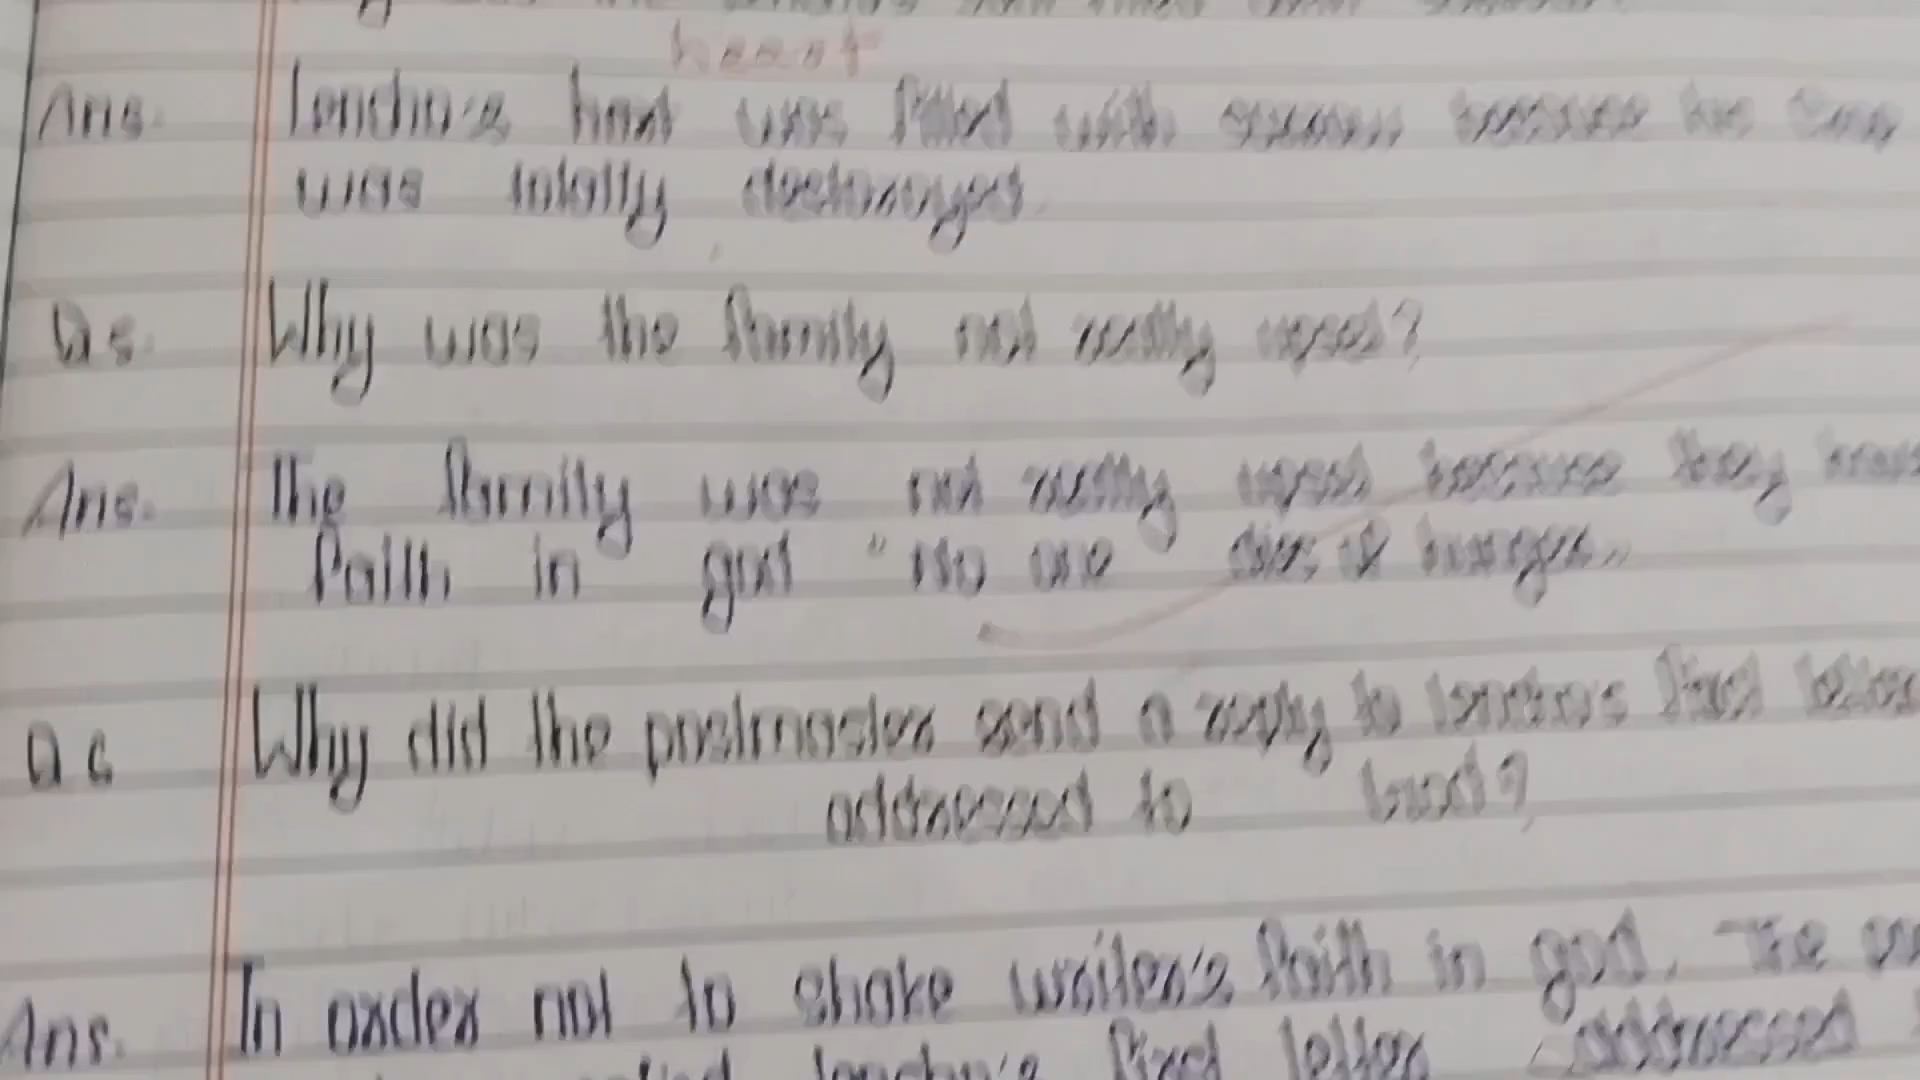 heart
Ans. Lencho's hart was filled with sorrow because his
was totally destroyed.
Q5. Why was the family not really upset?
Ans. The family was not really upset because they have
Faith in god "No one dies of hunger"
Q6 Why did the postmaster send a reply to lencho's first letter
addressed to God?
Ans. In order not to shake writer's faith in god. The
lencho's first letter addressed